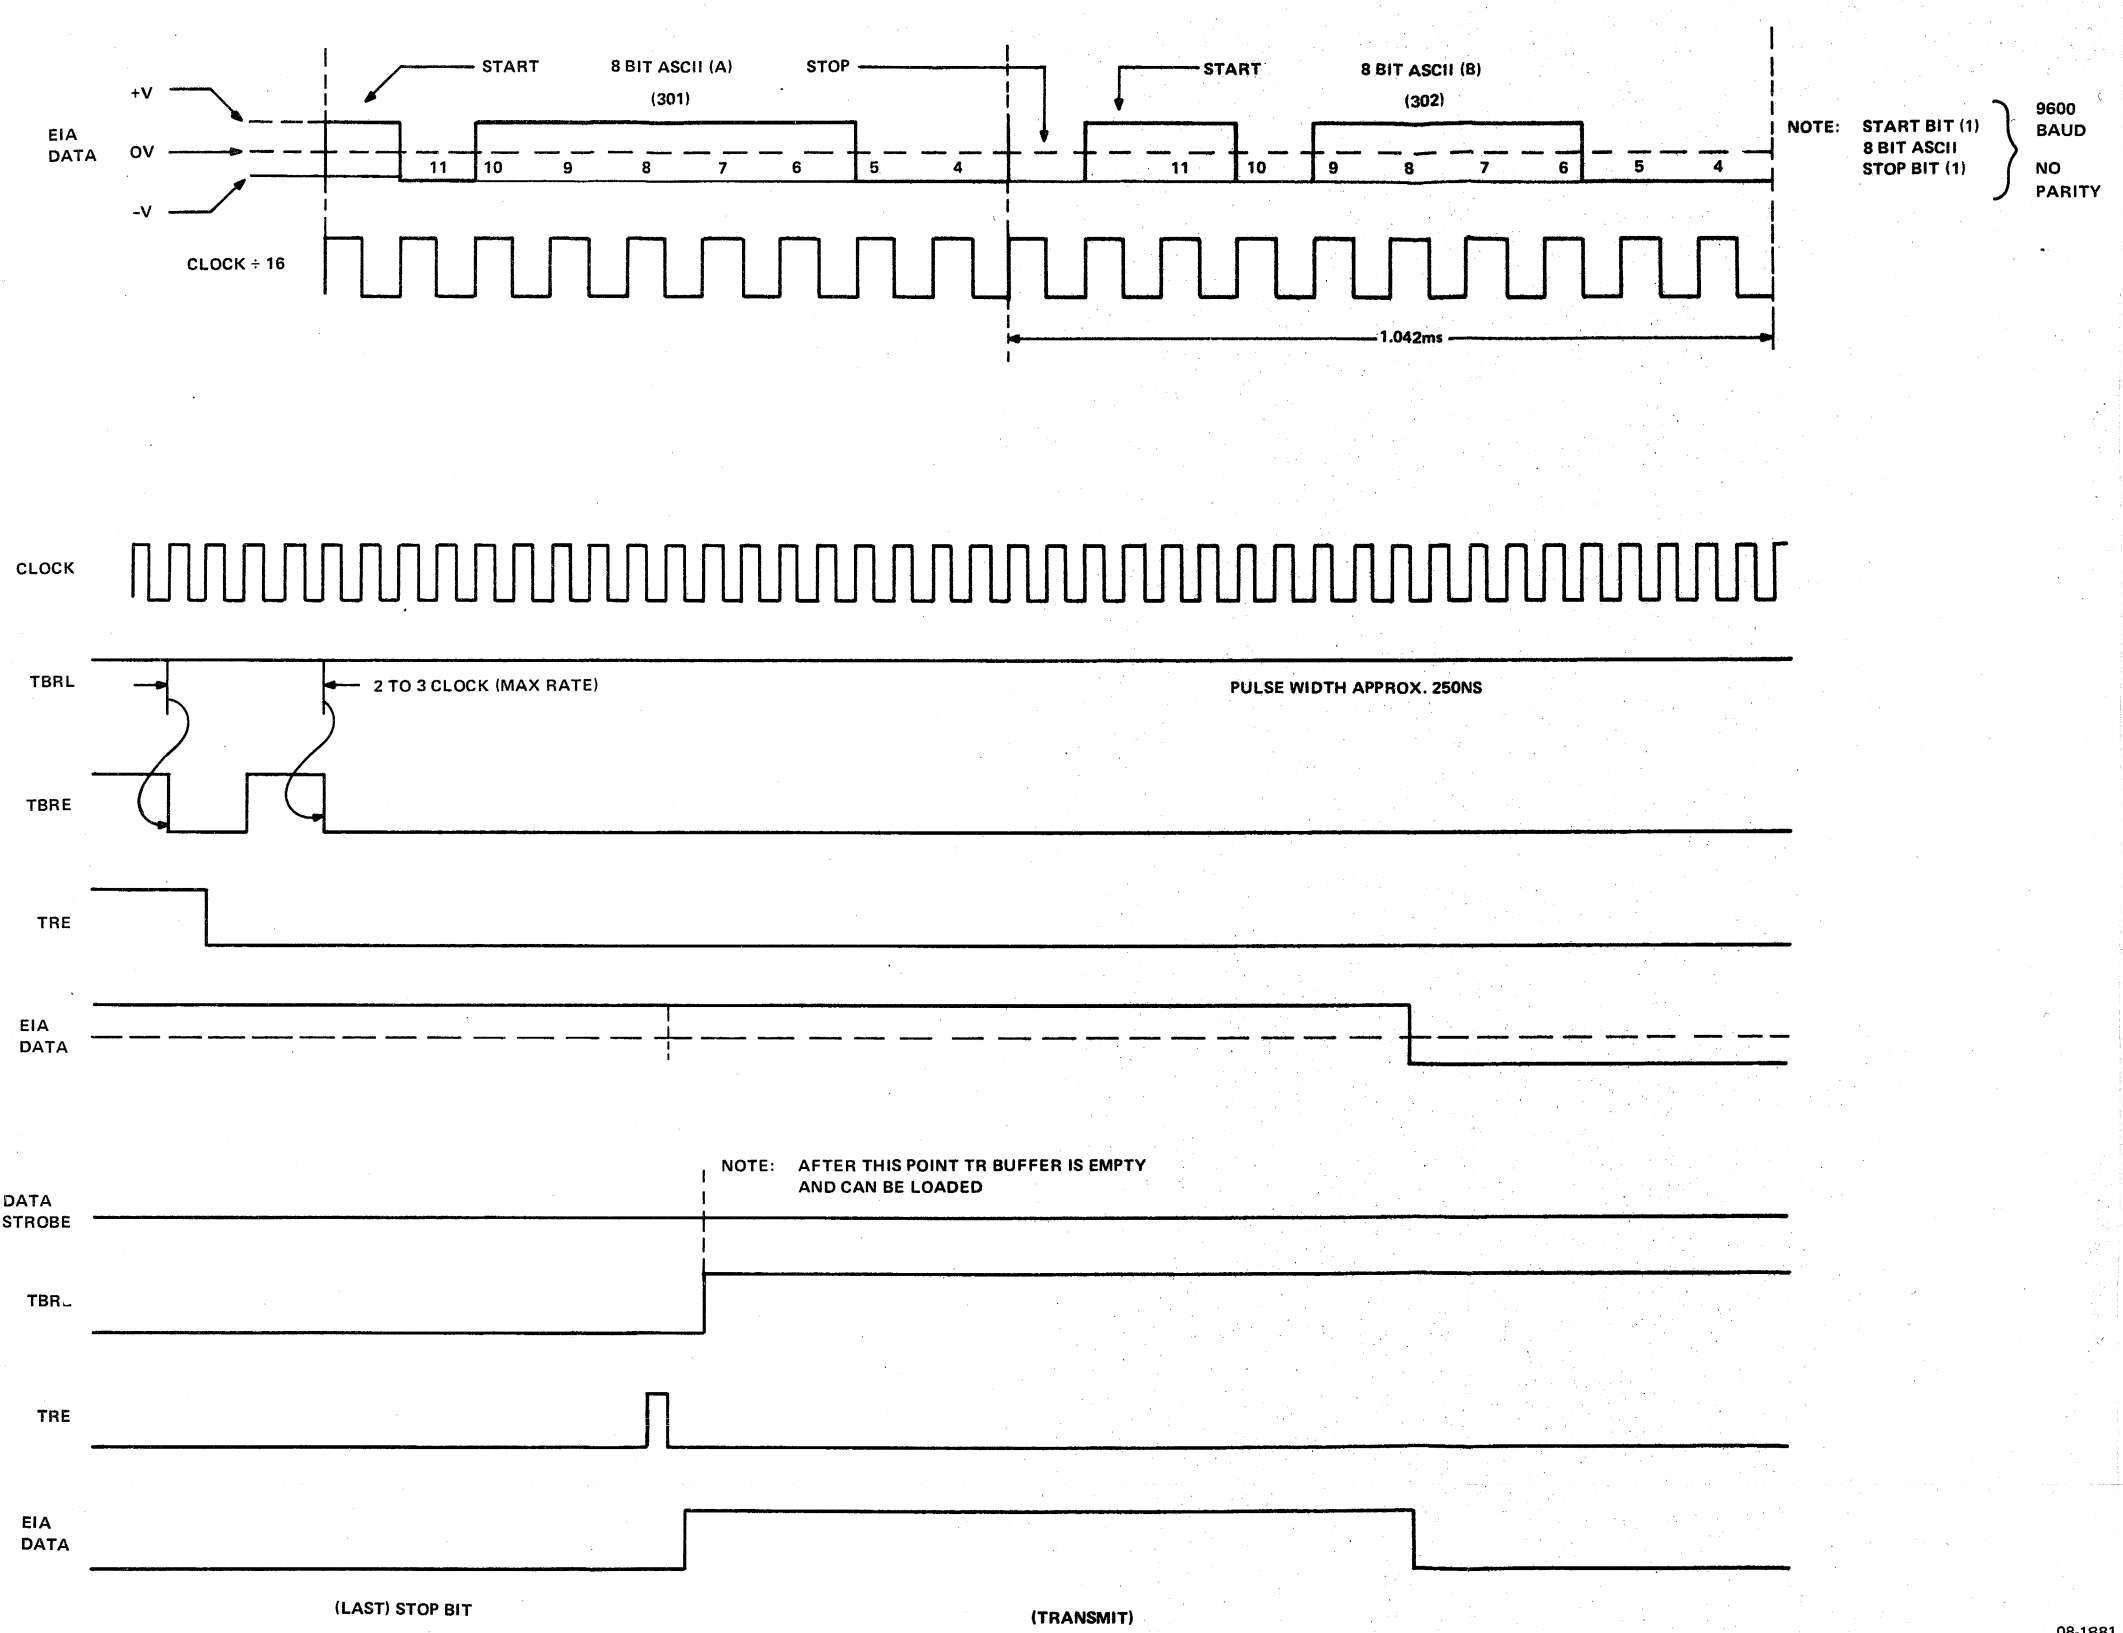 START 8 BIT ASCII (A) STOP START 8 BIT ASCII (B)
(301) (302)
+V
EIA
DATA
0V
-V
11 10 9 8 7 6 5 4 11 10 9 8 7 6 5 4
NOTE: START BIT (1)
8 BIT ASCII
STOP BIT (1)
9600
BAUD
NO
PARITY
CLOCK ÷ 16
1.042ms
CLOCK
TBRL
2 TO 3 CLOCK (MAX RATE)
PULSE WIDTH APPROX. 250NS
TBRE
TRE
EIA
DATA
NOTE: AFTER THIS POINT TR BUFFER IS EMPTY
AND CAN BE LOADED
DATA
STROBE
TBRL
TRE
EIA
DATA
(LAST) STOP BIT
(TRANSMIT)